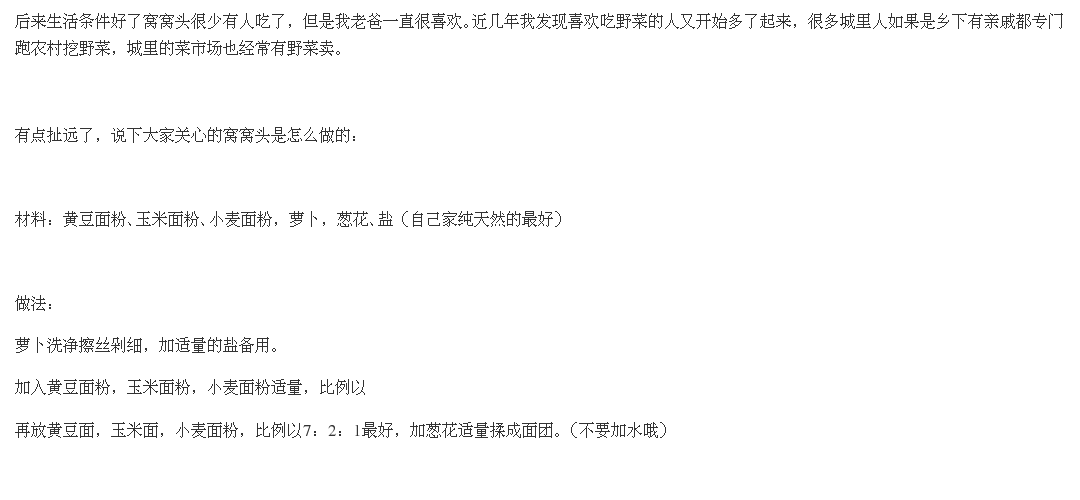 后来生活条件好了窝窝头很少有人吃了，但是我老爸一直很喜欢。近几年我发现喜欢吃野菜的人又开始多了起来，很多城里人如果是乡下有亲戚都专门
跑农村挖野菜，城里的菜市场也经常有野菜卖。
有点扯远了，说下大家关心的窝窝头是怎么做的：
材料：黄豆面粉、玉米面粉、小麦面粉，萝卜，葱花、盐（自己家纯天然的最好）
做法：
萝卜洗净擦丝剁细，加适量的盐备用。
加入黄豆面粉，玉米面粉，小麦面粉适量，比例以
再放黄豆面，玉米面，小麦面粉，比例以7：2：1最好，加葱花适量揉成面团。（不要加水哦）